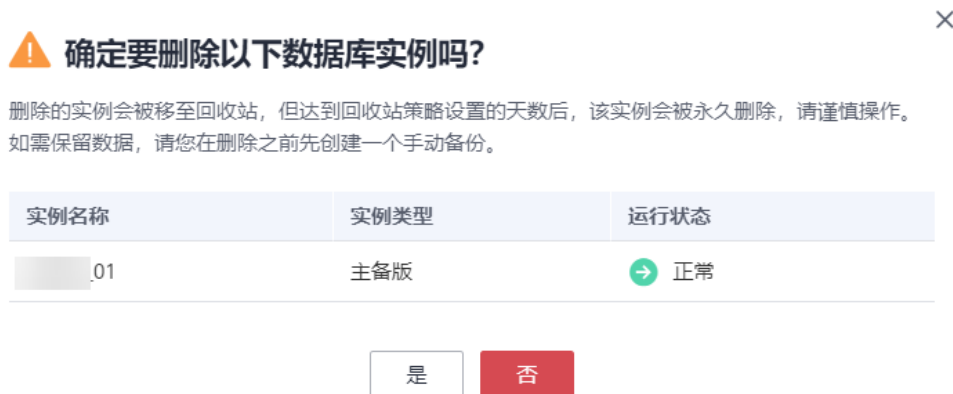 确定要删除以下数据库实例吗？
删除的实例会被移至回收站，但达到回收站策略设置的天数后，该实例会被永久删除，请谨慎操作。
如需保留数据，请您在删除之前先创建一个手动备份。
实例名称 实例类型 运行状态
_01 主备版 正常
是 否